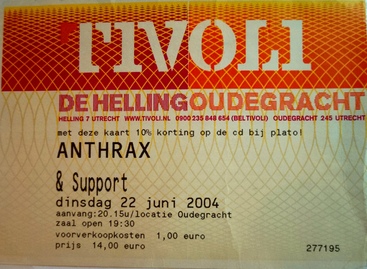 TIVOLI
DE HELLING OUDEGRACHT
HELLING 7 UTRECHT WWW.TIVOLI.NL 0900 235 848 654 (BELTIVOLI) OUDEGRACHT 245 UTRECHT
met deze kaart 10% korting op de cd bij plato!
ANTHRAX
& Support
dinsdag 22 juni 2004
aanvang:20.15u/locatie Oudegracht
zaal open 19:30
voorverkoopkosten 1,00 euro
prijs 14,00 euro
277195